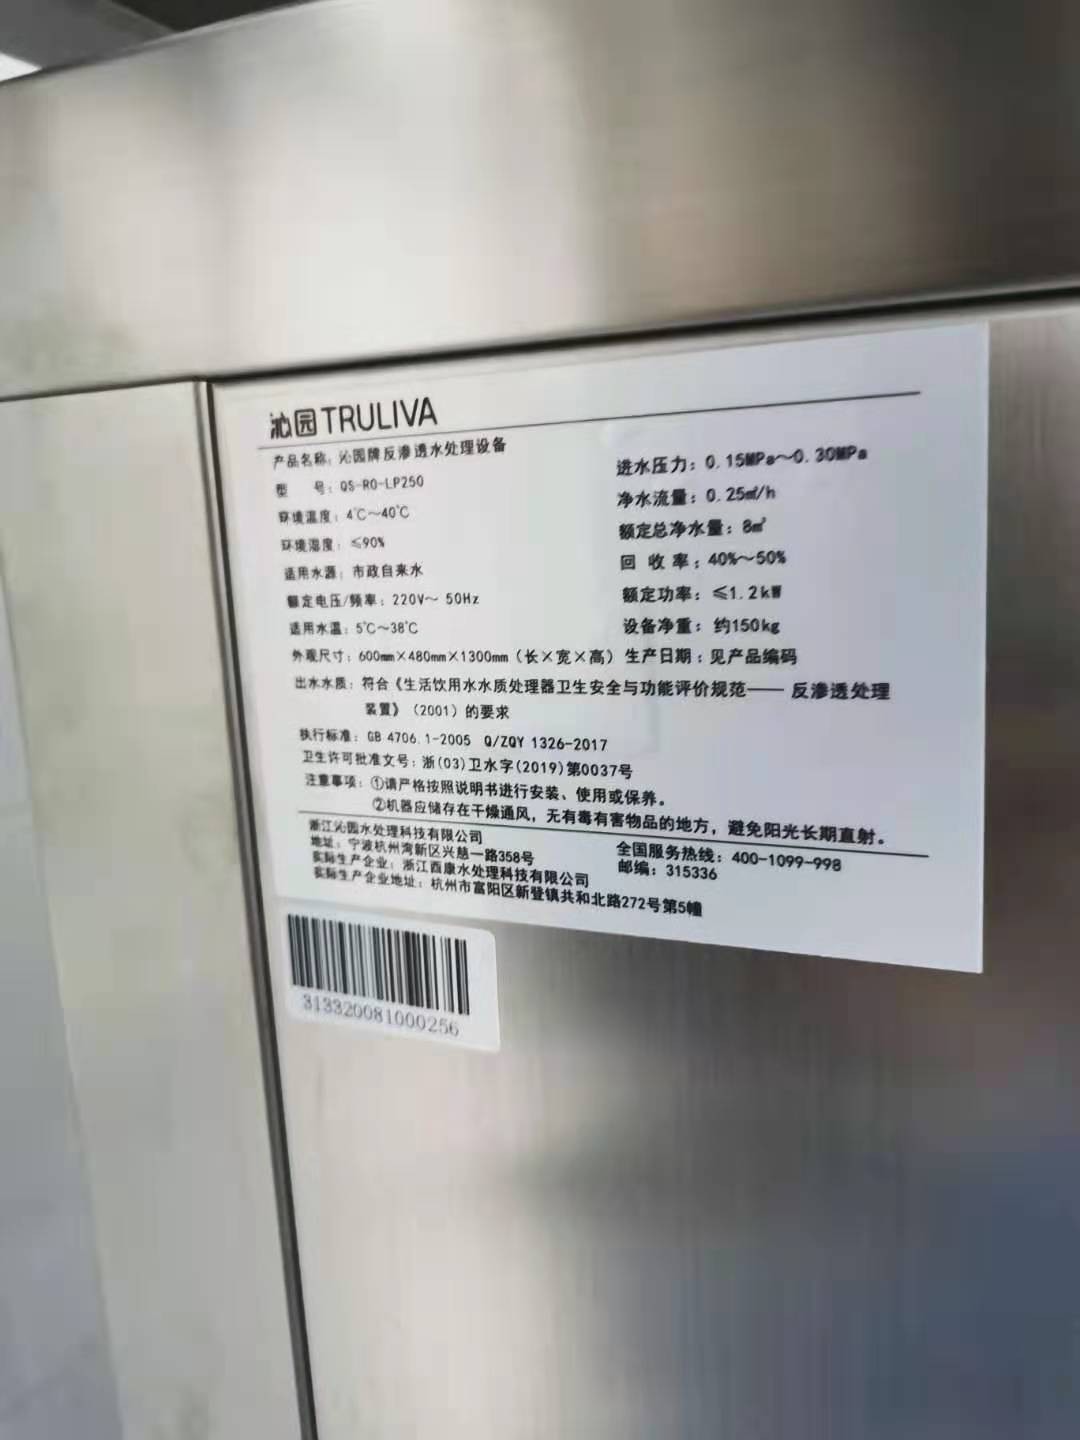 沁园 TRULIVA
产品名称：沁园牌反渗透水处理设备
型　　号：QS-RO-LP250
环境温度：4℃～40℃
环境湿度：≤90%
适用水源：市政自来水
额定电压/频率：220V～ 50Hz
适用水温：5℃～38℃
外观尺寸：600mm×480mm×1300mm（长×宽×高）
进水压力：0.15MPa～0.30MPa
净水流量：0.25㎥/h
额定总净水量：8㎥
回 收 率：40%～50%
额定功率：≤1.2kW
设备净重：约150kg
生产日期：见产品编码
出水水质：符合《生活饮用水水质处理器卫生安全与功能评价规范—— 反渗透处理
装置》（2001）的要求
执行标准：GB 4706.1-2005 Q/ZQY 1326-2017
卫生许可批准文号：浙(03)卫水字(2019)第0037号
注意事项：①请严格按照说明书进行安装、使用或保养。
②机器应储存在干燥通风，无有毒有害物品的地方，避免阳光长期直射。
浙江沁园水处理科技有限公司
地址：宁波杭州湾新区兴慈一路358号
实际生产企业：浙江酉康水处理科技有限公司
实际生产企业地址：杭州市富阳区新登镇共和北路272号第5幢
全国服务热线：400-1099-998
邮编：315336
313320081000256